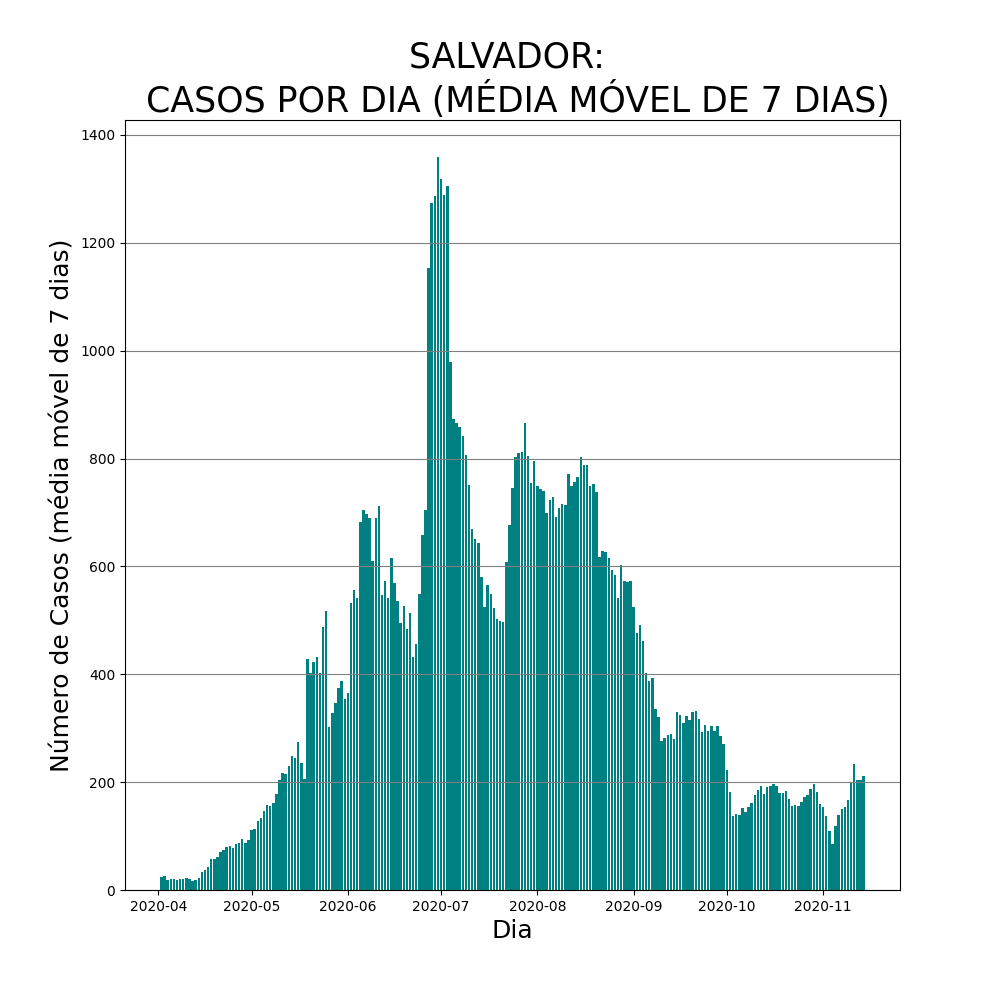 SALVADOR:
CASOS POR DIA (MÉDIA MÓVEL DE 7 DIAS)
Número de Casos (média móvel de 7 dias)
1400
1200
1000
800
600
400
200
0
2020-04 2020-05 2020-06 2020-07 2020-08 2020-09 2020-10 2020-11
Dia